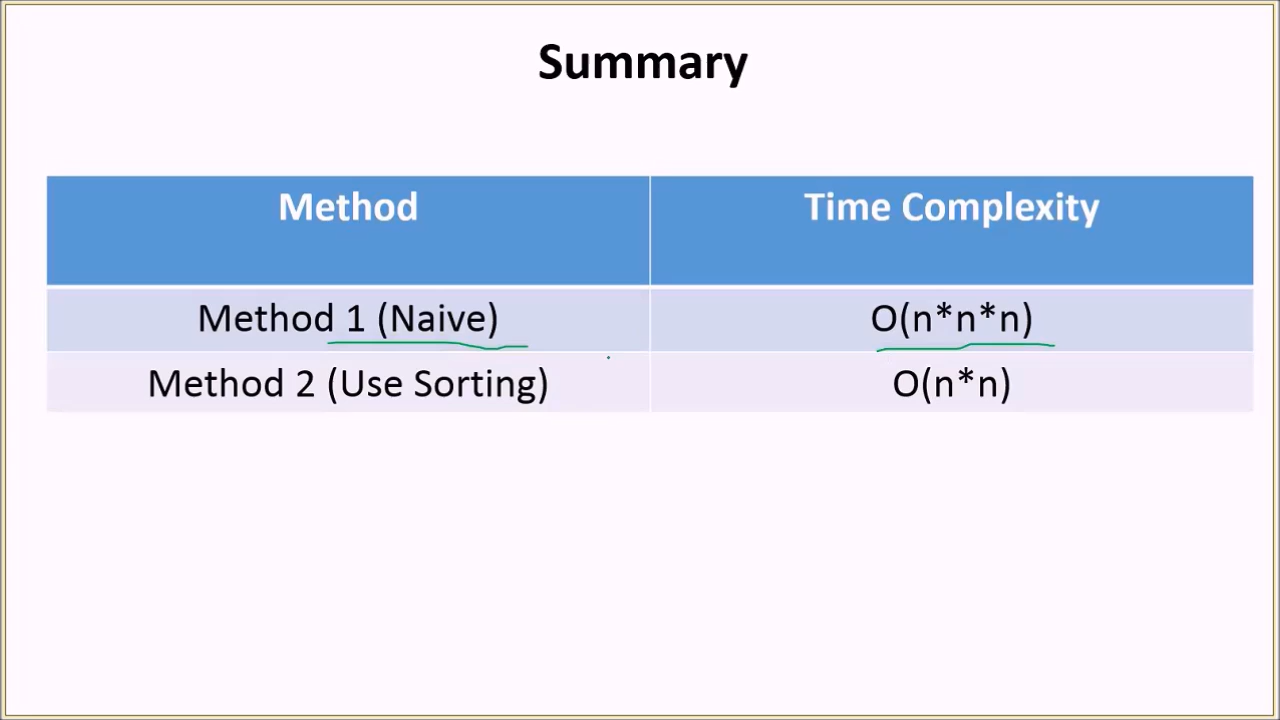 Summary
Method Time Complexity
Method 1 (Naive) O(n*n*n)
Method 2 (Use Sorting) O(n*n)